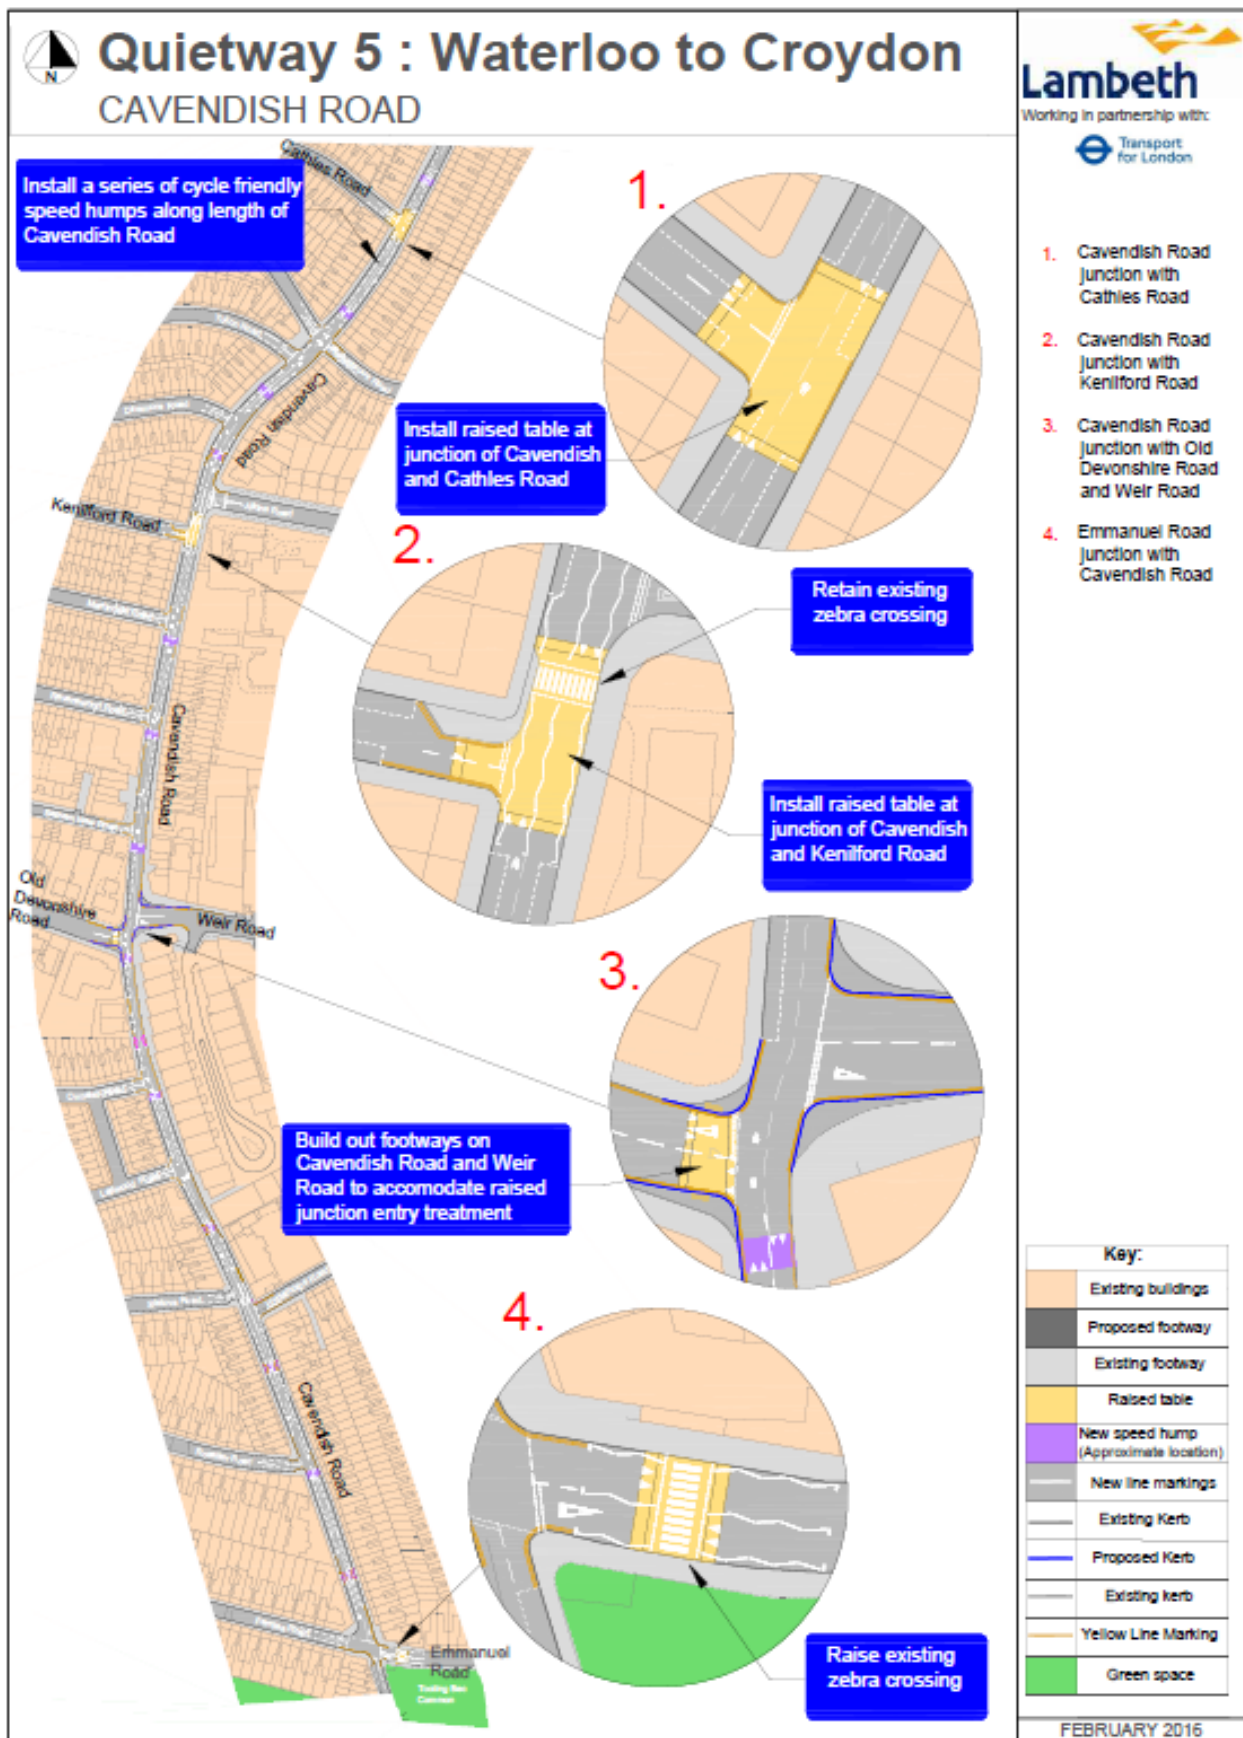 Quietway 5 : Waterloo to Croydon
CAVENDISH ROAD
N
Lambeth
Working in partnership with:
Transport
for London
Install a series of cycle friendly
speed humps along length of
Cavendish Road
Cathles Road
Cavendish Road
Kenilford Road
Cavendish Road
Old
Devonshire
Road
Weir Road
Cavendish Road
Emmanuel
Road
Tooting Bec
Common
1.
Install raised table at
junction of Cavendish
and Cathles Road
2.
Retain existing
zebra crossing
Install raised table at
junction of Cavendish
and Kenilford Road
3.
Build out footways on
Cavendish Road and Weir
Road to accomodate raised
junction entry treatment
4.
Raise existing
zebra crossing
1. Cavendish Road
junction with
Cathles Road
2. Cavendish Road
junction with
Kenilford Road
3. Cavendish Road
junction with Old
Devonshire Road
and Weir Road
4. Emmanuel Road
junction with
Cavendish Road
Key:
Existing buildings
Proposed footway
Existing footway
Raised table
New speed hump
(Approximate location)
New line markings
Existing Kerb
Proposed Kerb
Existing kerb
Yellow Line Marking
Green space
FEBRUARY 2016